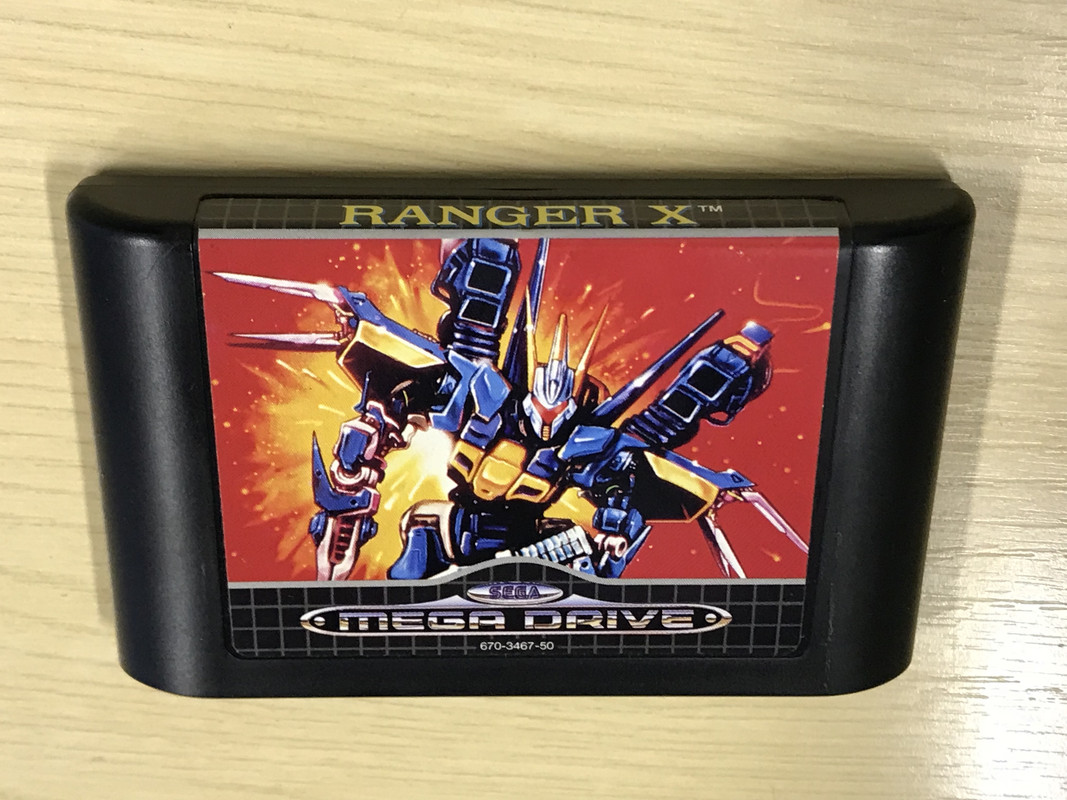 RANGER X™
SEGA
MEGA DRIVE
670-3467-50